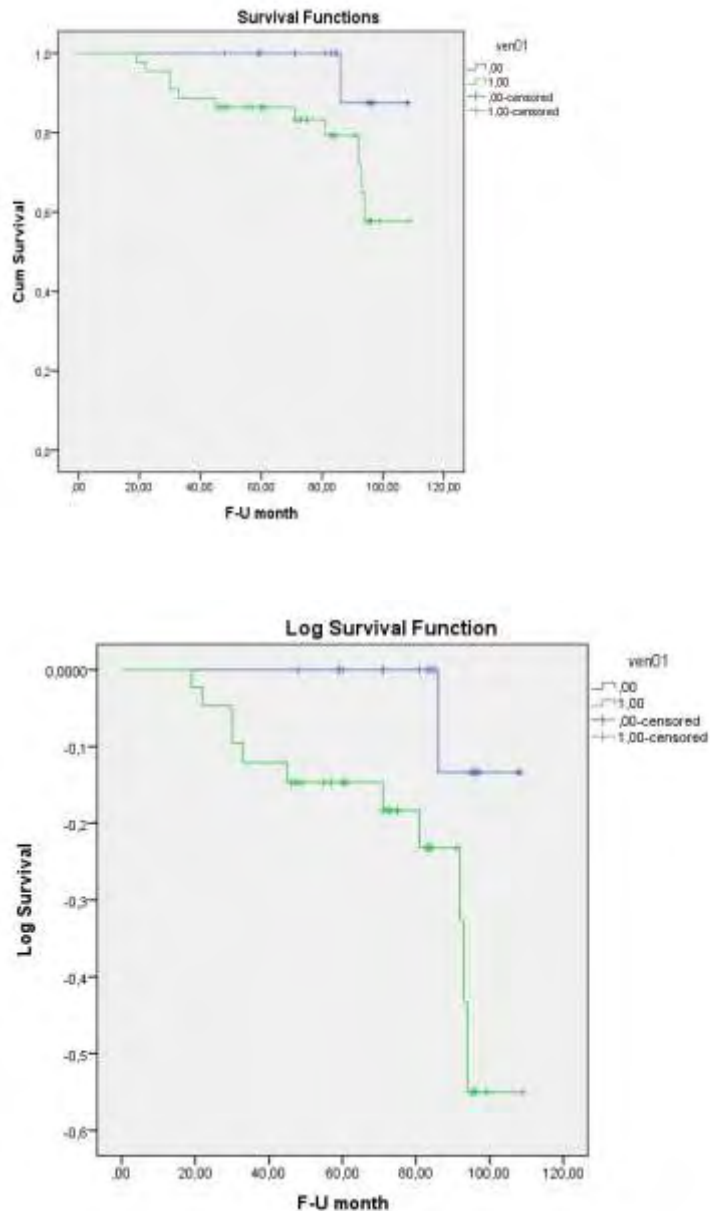 Survival Functions
ven01
,00
1,00
,00-censored
1,00-censored
1,0
0,8
0,6
0,4
0,2
0,0
Cum Survival
,00
20,00
40,00
60,00
80,00
100,00
120,00
F-U month
Log Survival Function
ven01
,00
1,00
,00-censored
1,00-censored
0,0000
-0,1
-0,2
-0,3
-0,4
-0,5
-0,6
Log Survival
,00
20,00
40,00
60,00
80,00
100,00
120,00
F-U month